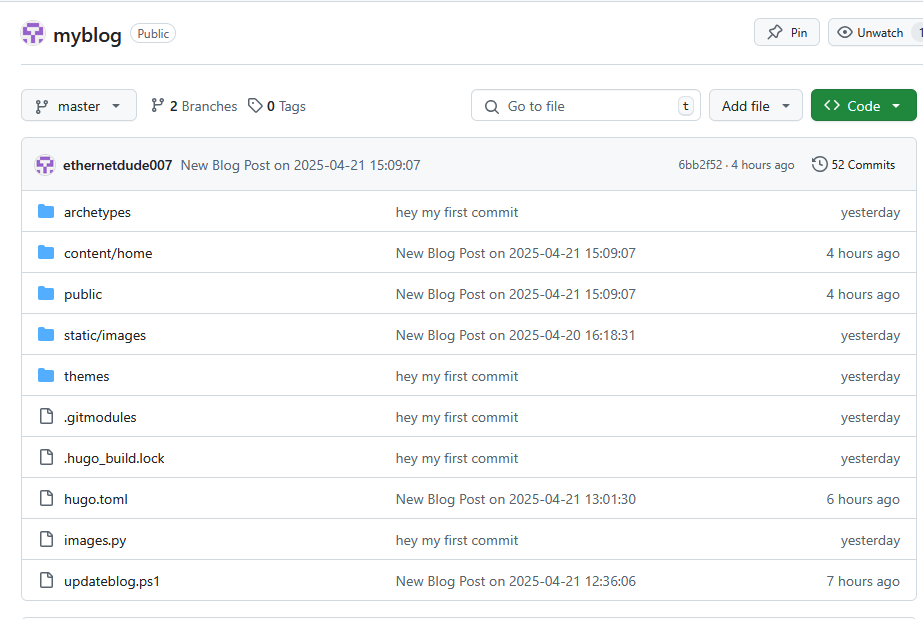 myblog Public Pin Unwatch 1
master 2 Branches 0 Tags Go to file t Add file Code
ethernetdude007 New Blog Post on 2025-04-21 15:09:07 6bb2f52 · 4 hours ago 52 Commits
archetypes hey my first commit yesterday
content/home New Blog Post on 2025-04-21 15:09:07 4 hours ago
public New Blog Post on 2025-04-21 15:09:07 4 hours ago
static/images New Blog Post on 2025-04-20 16:18:31 yesterday
themes hey my first commit yesterday
.gitmodules hey my first commit yesterday
.hugo_build.lock hey my first commit yesterday
hugo.toml New Blog Post on 2025-04-21 13:01:30 6 hours ago
images.py hey my first commit yesterday
updateblog.ps1 New Blog Post on 2025-04-21 12:36:06 7 hours ago